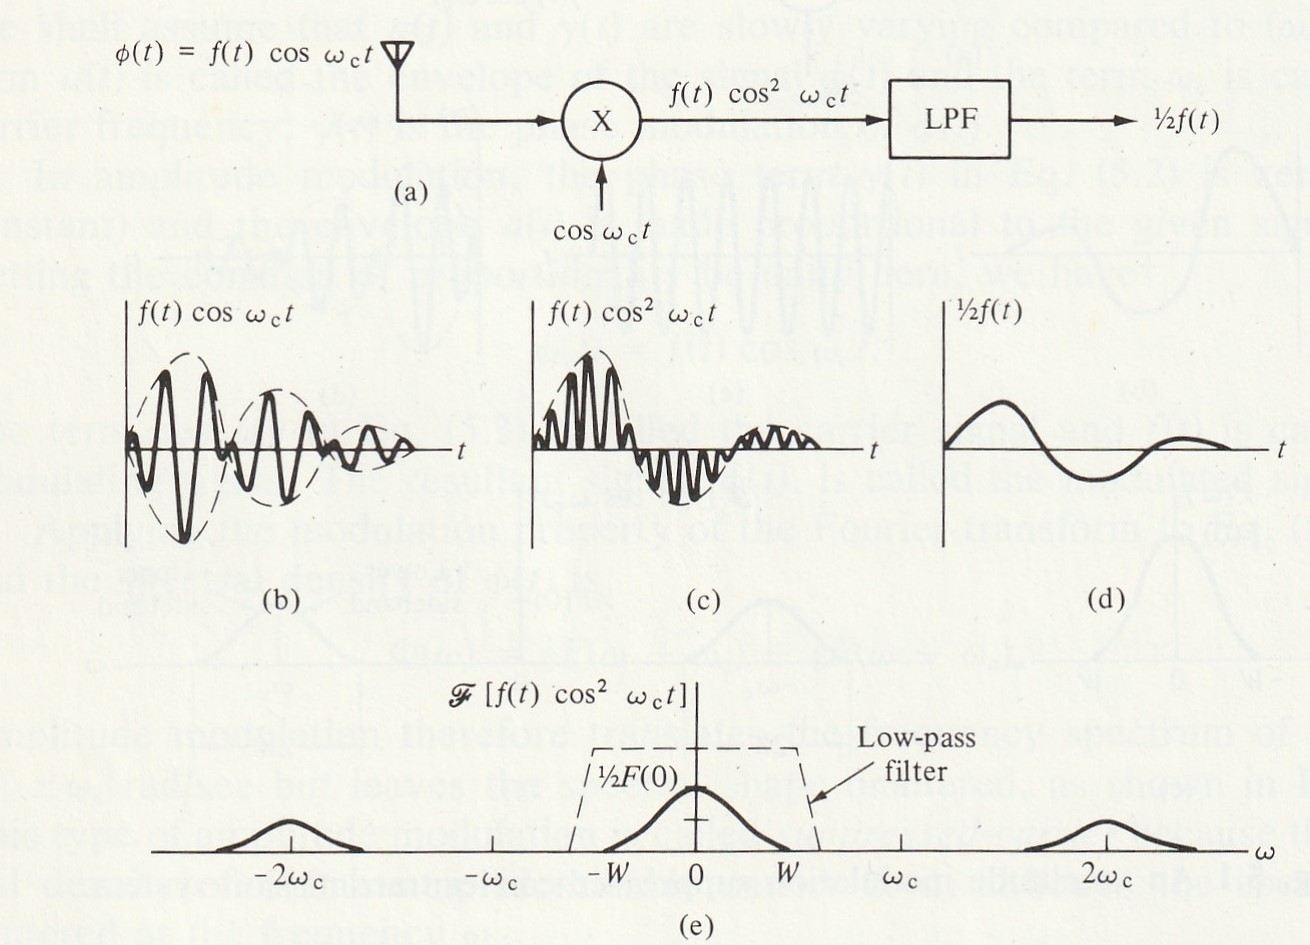 ϕ(t) = f(t) cos ω_c t
X
f(t) cos² ω_c t
LPF
½f(t)
cos ω_c t
(a)
f(t) cos ω_c t
t
(b)
f(t) cos² ω_c t
t
(c)
½f(t)
t
(d)
ℱ [f(t) cos² ω_c t]
Low-pass
filter
½F(0)
−2ω_c −ω_c −W 0 W ω_c 2ω_c ω
(e)